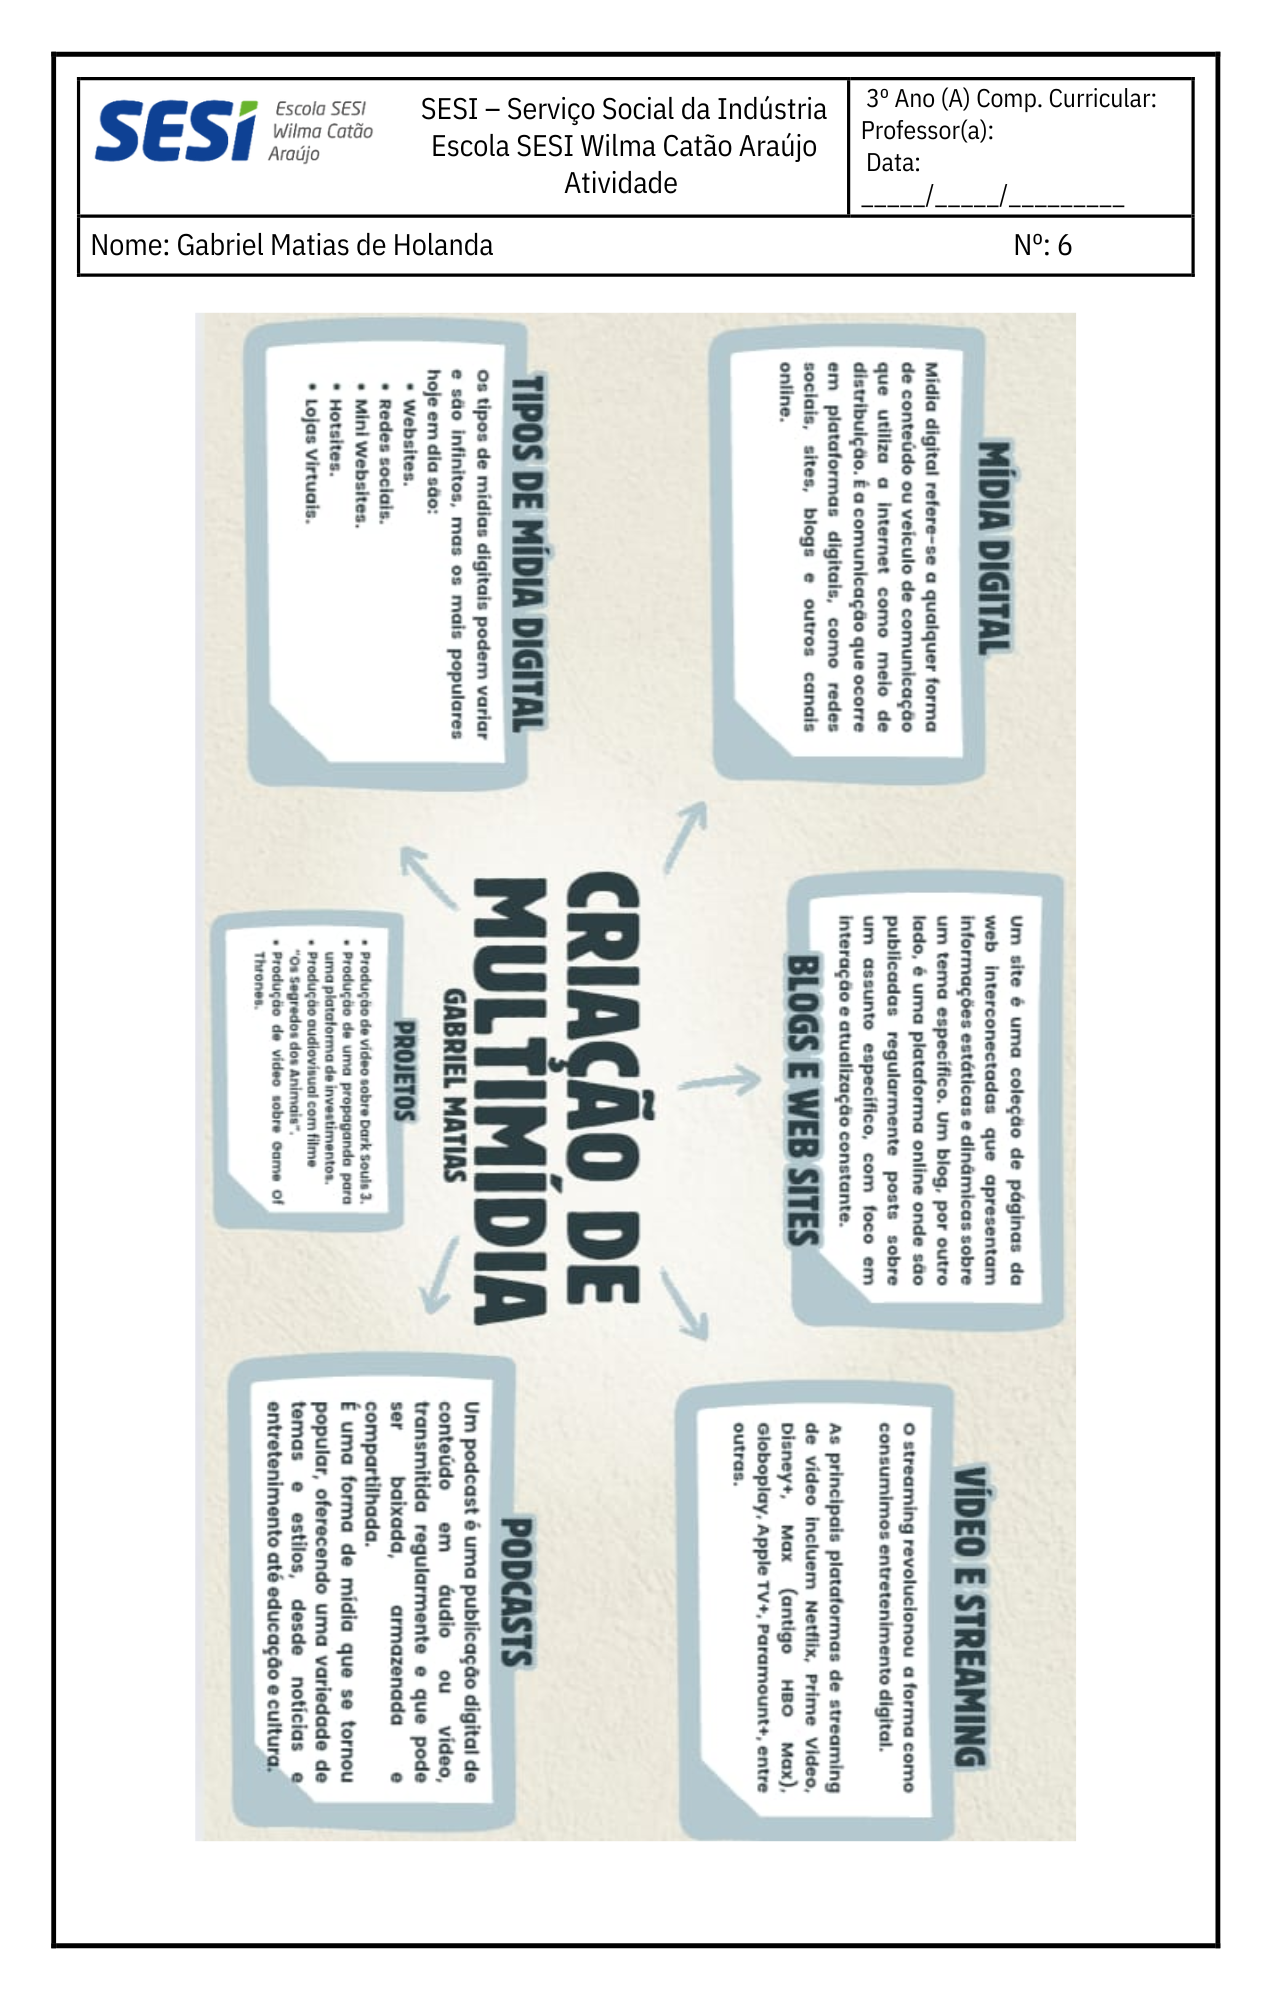 SESI
Escola SESI
Wilma Catão
Araújo
SESI – Serviço Social da Indústria
Escola SESI Wilma Catão Araújo
Atividade
3º Ano (A) Comp. Curricular:
Professor(a):
Data:
_____/_____/_________
Nome: Gabriel Matias de Holanda Nº: 6
MÍDIA DIGITAL
Mídia digital refere-se a qualquer forma
de conteúdo ou veículo de comunicação
que utiliza a internet como meio de
distribuição. É a comunicação que ocorre
em plataformas digitais, como redes
sociais, sites, blogs e outros canais
online.
Um site é uma coleção de páginas da
web interconectadas que apresentam
informações estáticas e dinâmicas sobre
um tema específico. Um blog, por outro
lado, é uma plataforma online onde são
publicadas regularmente posts sobre
um assunto específico, com foco em
interação e atualização constante.
BLOGS E WEB SITES
VÍDEO E STREAMING
O streaming revolucionou a forma como
consumimos entretenimento digital.
As principais plataformas de streaming
de vídeo incluem Netflix, Prime Video,
Disney+, Max (antigo HBO Max),
Globoplay, Apple TV+, Paramount+, entre
outras.
CRIAÇÃO DE
MULTIMÍDIA
GABRIEL MATIAS
TIPOS DE MÍDIA DIGITAL
Os tipos de mídias digitais podem variar
e são infinitos, mas os mais populares
hoje em dia são:
• Websites.
• Redes sociais.
• Mini Websites.
• Hotsites.
• Lojas Virtuais.
PROJETOS
• Produção de vídeo sobre Dark Souls 3.
• Produção de uma propaganda para
uma plataforma de investimentos.
• Produção audiovisual com filme
"Os Segredos dos Animais".
• Produção de vídeo sobre Game of
Thrones.
PODCASTS
Um podcast é uma publicação digital de
conteúdo em áudio ou vídeo,
transmitida regularmente e que pode
ser baixada, armazenada e
compartilhada.
É uma forma de mídia que se tornou
popular, oferecendo uma variedade de
temas e estilos, desde notícias e
entretenimento até educação e cultura.